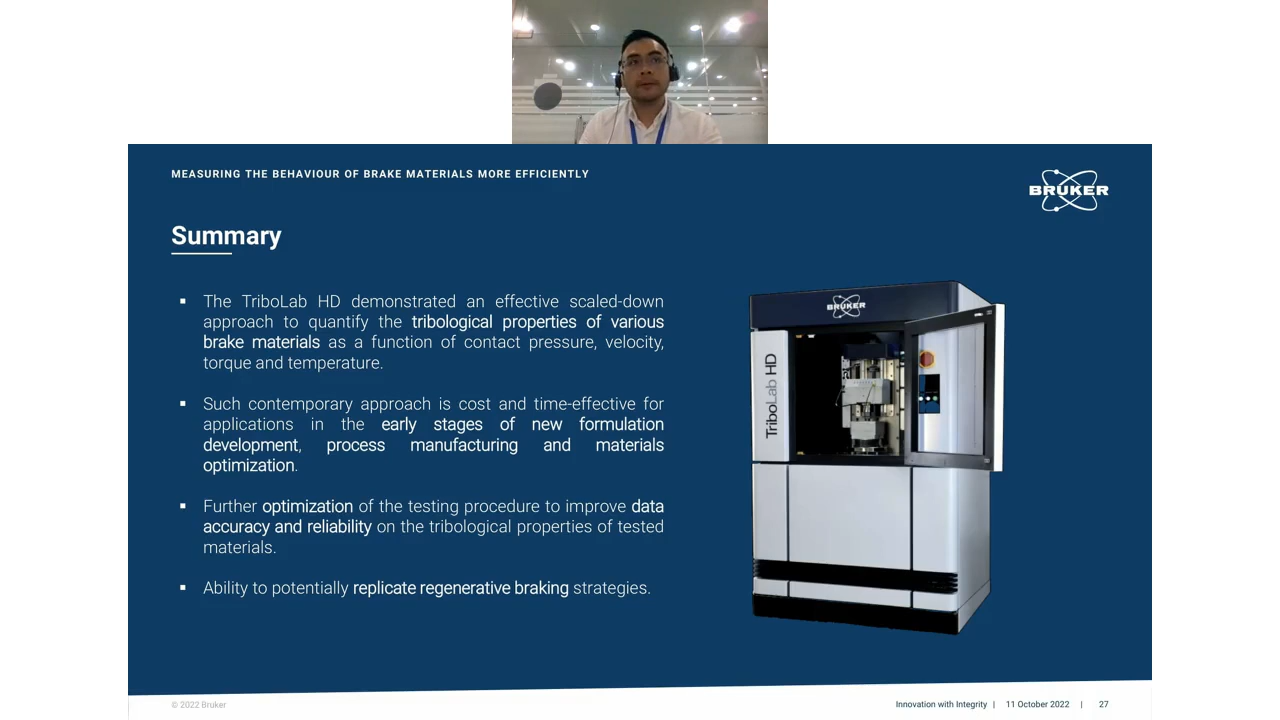 MEASURING THE BEHAVIOUR OF BRAKE MATERIALS MORE EFFICIENTLY
BRUKER
Summary
▪ The TriboLab HD demonstrated an effective scaled-down
approach to quantify the tribological properties of various
brake materials as a function of contact pressure, velocity,
torque and temperature.
▪ Such contemporary approach is cost and time-effective for
applications in the early stages of new formulation
development, process manufacturing and materials
optimization.
▪ Further optimization of the testing procedure to improve data
accuracy and reliability on the tribological properties of tested
materials.
▪ Ability to potentially replicate regenerative braking strategies.
BRUKER
TriboLab HD
© 2022 Bruker
Innovation with Integrity | 11 October 2022 | 27